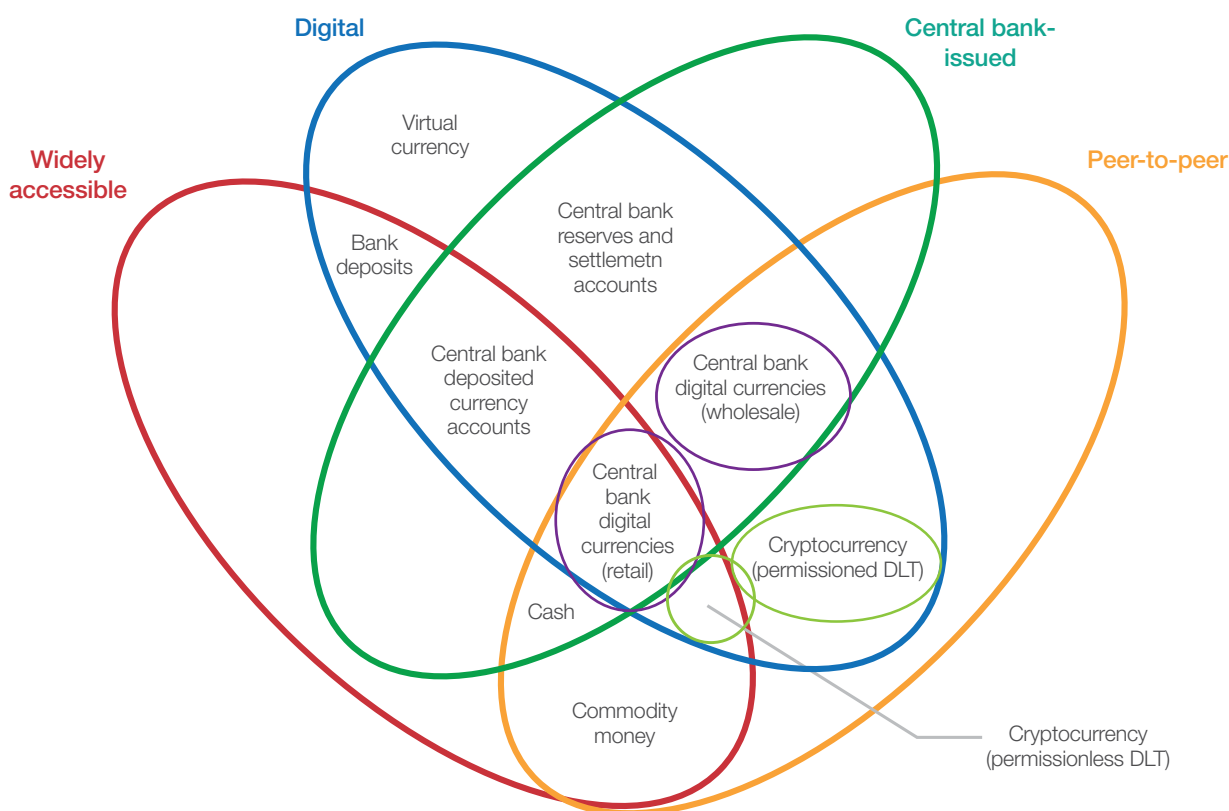 Digital
Central bank-
issued
Widely
accessible
Peer-to-peer
Virtual
currency
Bank
deposits
Central bank
reserves and
settlemetn
accounts
Central bank
deposited
currency
accounts
Central bank
digital currencies
(wholesale)
Central
bank
digital
currencies
(retail)
Cryptocurrency
(permissioned DLT)
Cash
Commodity
money
Cryptocurrency
(permissionless DLT)